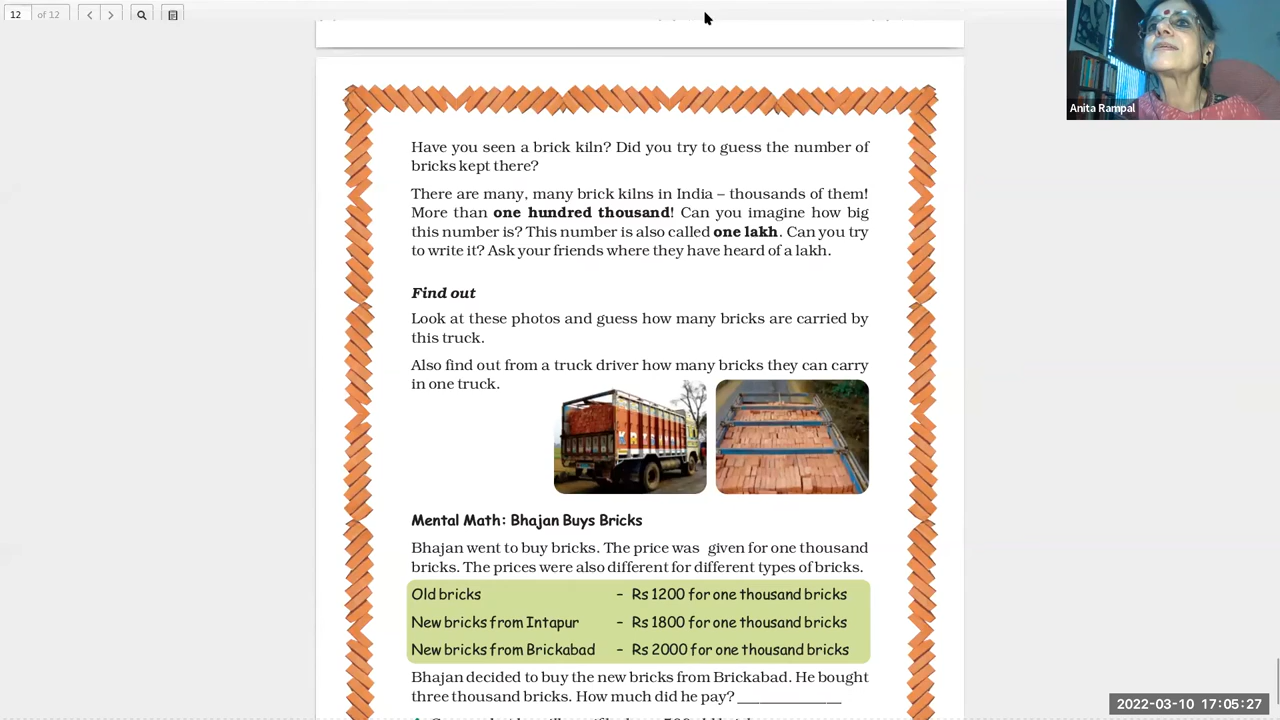 12 of 12
Anita Rampal
Have you seen a brick kiln? Did you try to guess the number of
bricks kept there?
There are many, many brick kilns in India – thousands of them!
More than one hundred thousand! Can you imagine how big
this number is? This number is also called one lakh. Can you try
to write it? Ask your friends where they have heard of a lakh.
Find out
Look at these photos and guess how many bricks are carried by
this truck.
Also find out from a truck driver how many bricks they can carry
in one truck.
Mental Math: Bhajan Buys Bricks
Bhajan went to buy bricks. The price was given for one thousand
bricks. The prices were also different for different types of bricks.
Old bricks – Rs 1200 for one thousand bricks
New bricks from Intapur – Rs 1800 for one thousand bricks
New bricks from Brickabad – Rs 2000 for one thousand bricks
Bhajan decided to buy the new bricks from Brickabad. He bought
three thousand bricks. How much did he pay? ______________
2022-03-10 17:05:27